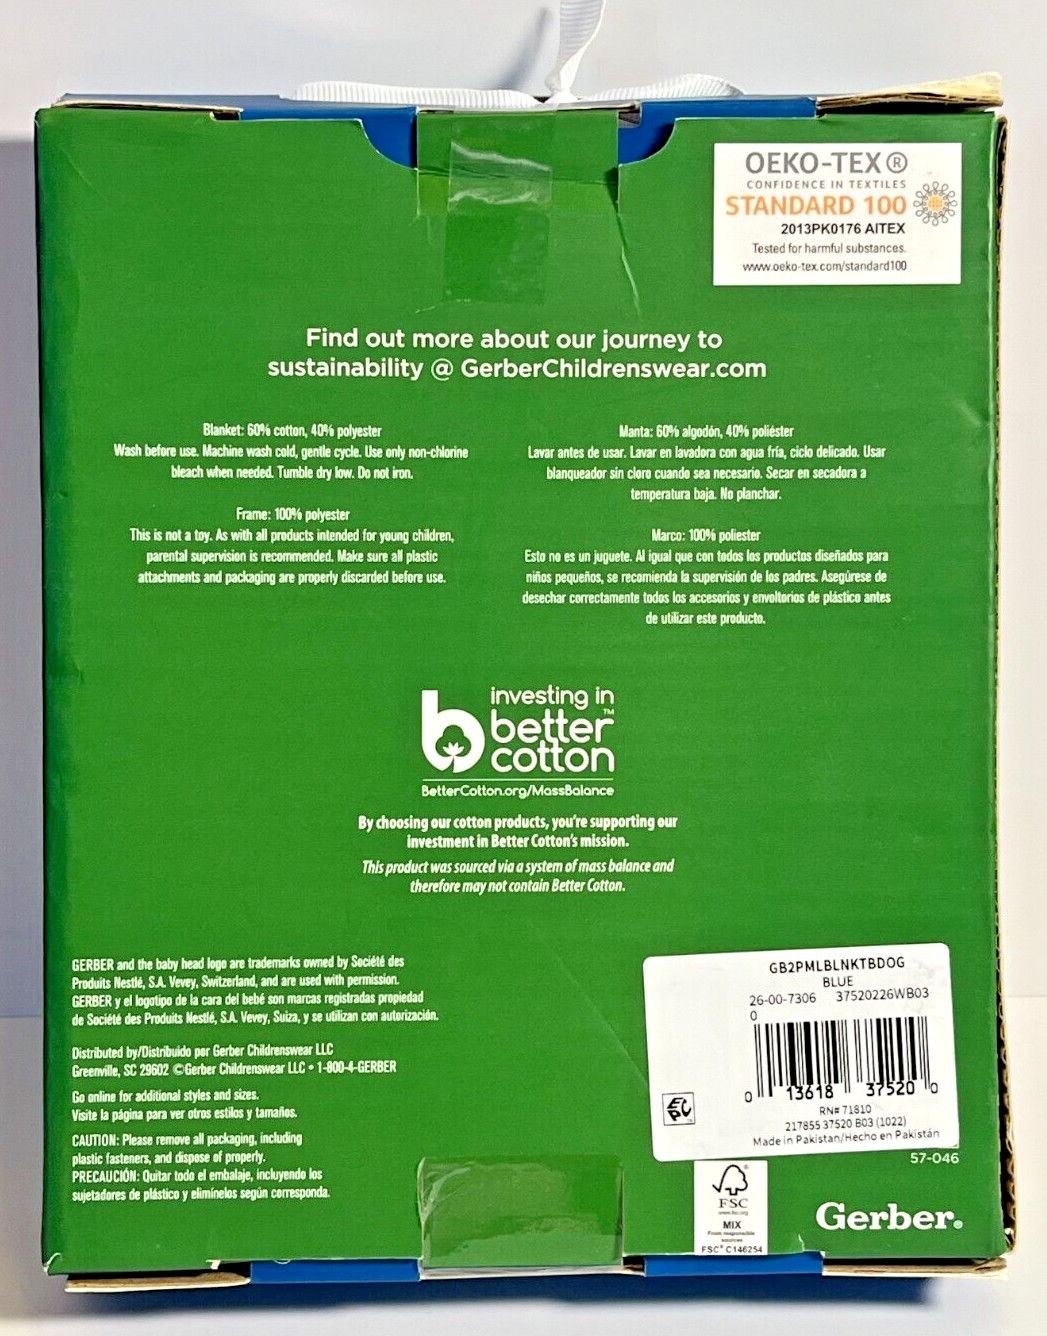 OEKO-TEX®
CONFIDENCE IN TEXTILES
STANDARD 100
2013PK0176 AITEX
Tested for harmful substances.
www.oeko-tex.com/standard100
Find out more about our journey to
sustainability @ GerberChildrenswear.com
Blanket: 60% cotton, 40% polyester
Wash before use. Machine wash cold, gentle cycle. Use only non-chlorine
bleach when needed. Tumble dry low. Do not iron.
Frame: 100% polyester
This is not a toy. As with all products intended for young children,
parental supervision is recommended. Make sure all plastic
attachments and packaging are properly discarded before use.
Manta: 60% algodón, 40% poliéster
Lavar antes de usar. Lavar en lavadora con agua fría, ciclo delicado. Usar
blanqueador sin cloro cuando sea necesario. Secar en secadora a
temperatura baja. No planchar.
Marco: 100% poliester
Esto no es un juguete. Al igual que con todos los productos diseñados para
niños pequeños, se recomienda la supervisión de los padres. Asegúrese de
desechar correctamente todos los accesorios y envoltorios de plástico antes
de utilizar este producto.
investing in
better™
cotton
BetterCotton.org/MassBalance
By choosing our cotton products, you're supporting our
investment in Better Cotton's mission.
This product was sourced via a system of mass balance and
therefore may not contain Better Cotton.
GERBER and the baby head logo are trademarks owned by Société des
Produits Nestlé, S.A. Vevey, Switzerland, and are used with permission.
GERBER y el logotipo de la cara del bebé son marcas registradas propiedad
de Société des Produits Nestlé, S.A. Vevey, Suiza, y se utilizan con autorización.
Distributed by/Distribuido por Gerber Childrenswear LLC
Greenville, SC 29602 ©Gerber Childrenswear LLC • 1-800-4-GERBER
Go online for additional styles and sizes.
Visite la página para ver otros estilos y tamaños.
CAUTION: Please remove all packaging, including
plastic fasteners, and dispose of properly.
PRECAUCIÓN: Quitar todo el embalaje, incluyendo los
sujetadores de plástico y elimínelos según corresponda.
GB2PMLBLNKTBDOG
BLUE
26-00-7306 37520226WB03
0
0 13618 37520 0
EPC
RN# 71810
217855 37520 B03 (1022)
Made in Pakistan/Hecho en Pakistán
57-046
FSC
www.fsc.org
MIX
From responsible
sources
FSC® C146254
Gerber®